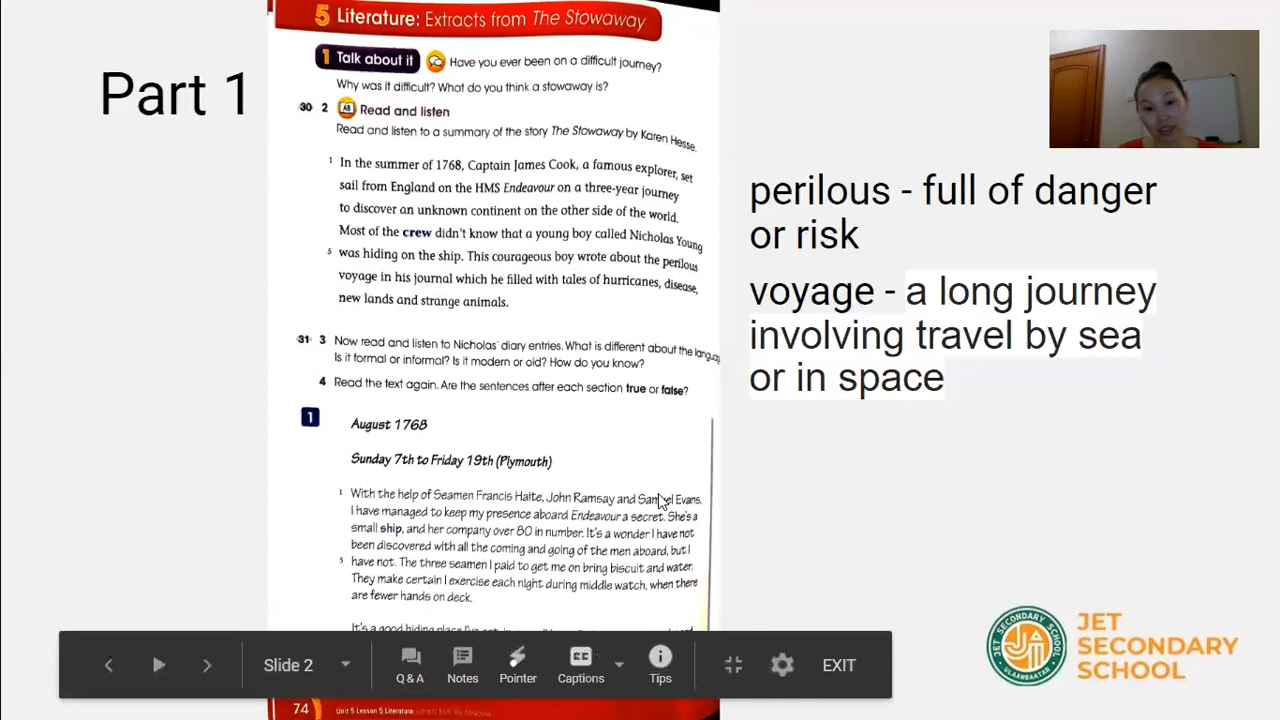 Part 1
5 Literature: Extracts from The Stowaway
1 Talk about it Have you ever been on a difficult journey?
Why was it difficult? What do you think a stowaway is?
30 2 AB Read and listen
Read and listen to a summary of the story The Stowaway by Karen Hesse.
1 In the summer of 1768, Captain James Cook, a famous explorer, set
sail from England on the HMS Endeavour on a three-year journey
to discover an unknown continent on the other side of the world.
Most of the crew didn't know that a young boy called Nicholas Young
5 was hiding on the ship. This courageous boy wrote about the perilous
voyage in his journal which he filled with tales of hurricanes, disease,
new lands and strange animals.
31 3 Now read and listen to Nicholas' diary entries. What is different about the
Is it formal or informal? Is it modern or old? How do you know?
4 Read the text again. Are the sentences after each section true or false?
1
August 1768
Sunday 7th to Friday 19th (Plymouth)
1 With the help of Seamen Francis Haite, John Ramsay and Samuel Evans,
I have managed to keep my presence aboard Endeavour a secret. She's a
small ship, and her company over 80 in number. It's a wonder I have not
been discovered with all the coming and going of the men aboard, but I
5 have not. The three seamen I paid to get me on bring biscuit and water.
They make certain I exercise each night during middle watch, when there
are fewer hands on deck.
74 Unit 5 Lesson 5 Literature:
perilous - full of danger
or risk
voyage - a long journey
involving travel by sea
or in space
Slide 2
Q & A
Notes
Pointer
CC
Captions
Tips
EXIT
JET SECONDARY SCHOOL
ULAANBAATAR
JET
SECONDARY
SCHOOL